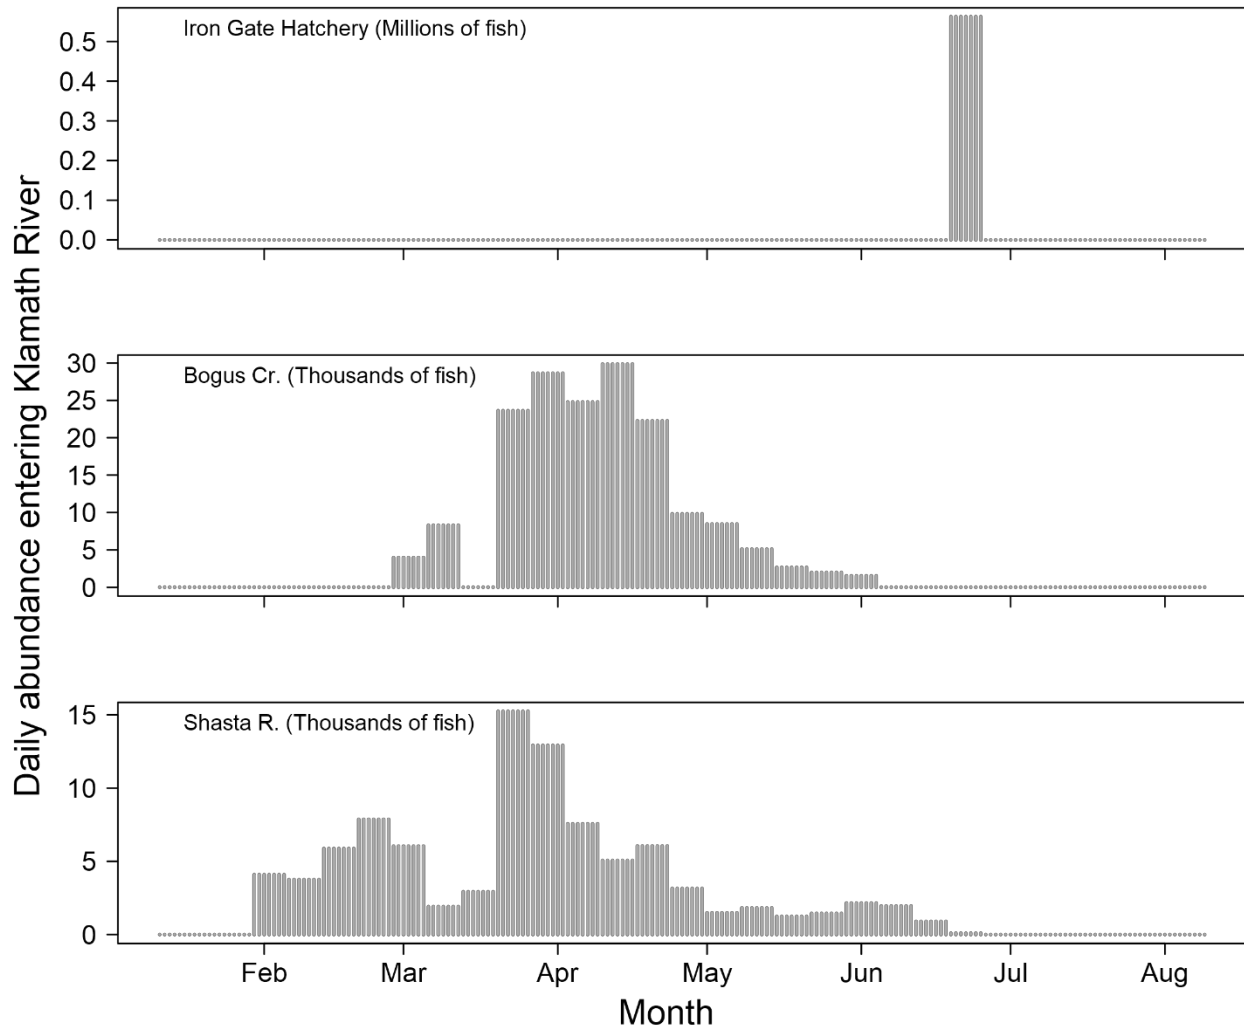 Daily abundance entering Klamath River
Iron Gate Hatchery (Millions of fish)
0.5
0.4
0.3
0.2
0.1
0.0
Bogus Cr. (Thousands of fish)
30
25
20
15
10
5
0
Shasta R. (Thousands of fish)
15
10
5
0
Feb Mar Apr May Jun Jul Aug
Month